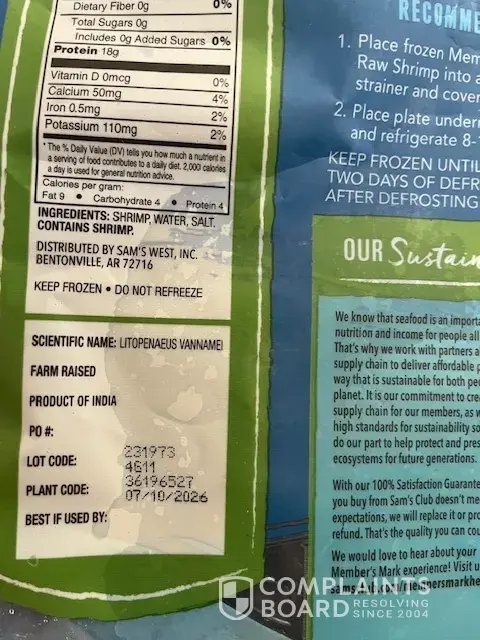 Dietary Fiber 0g 0%
Total Sugars 0g
Includes 0g Added Sugars 0%
Protein 18g
Vitamin D 0mcg 0%
Calcium 50mg 4%
Iron 0.5mg 2%
Potassium 110mg 2%
* The % Daily Value (DV) tells you how much a nutrient in
a serving of food contributes to a daily diet. 2,000 calories
a day is used for general nutrition advice.
Calories per gram:
Fat 9 • Carbohydrate 4 • Protein 4
INGREDIENTS: SHRIMP, WATER, SALT.
CONTAINS SHRIMP.
DISTRIBUTED BY SAM'S WEST, INC.
BENTONVILLE, AR 72716
KEEP FROZEN • DO NOT REFREEZE
SCIENTIFIC NAME: LITOPENAEUS VANNAMEI
FARM RAISED
PRODUCT OF INDIA
PO #:
LOT CODE:
PLANT CODE:
BEST IF USED BY:
231973
4G11
36196527
07/10/2026
RECOMME
1. Place frozen Mem
Raw Shrimp into a
strainer and cover
2. Place plate undern
and refrigerate 8-
KEEP FROZEN UNTIL
TWO DAYS OF DEFR
AFTER DEFROSTING
OUR Sustain
We know that seafood is an importa
nutrition and income for people all
That's why we work with partners a
supply chain to deliver affordable p
way that is sustainable for both peo
planet. It is our commitment to crea
supply chain for our members, as w
high standards for sustainability so
do our part to help protect and pres
ecosystems for future generations.
With our 100% Satisfaction Guarante
you buy from Sam's Club doesn't me
expectations, we will replace it or pro
refund. That's the quality you can cou
We would love to hear about your
Member's Mark experience! Visit u
COMPLAINTS
BOARD RESOLVING
SINCE 2004